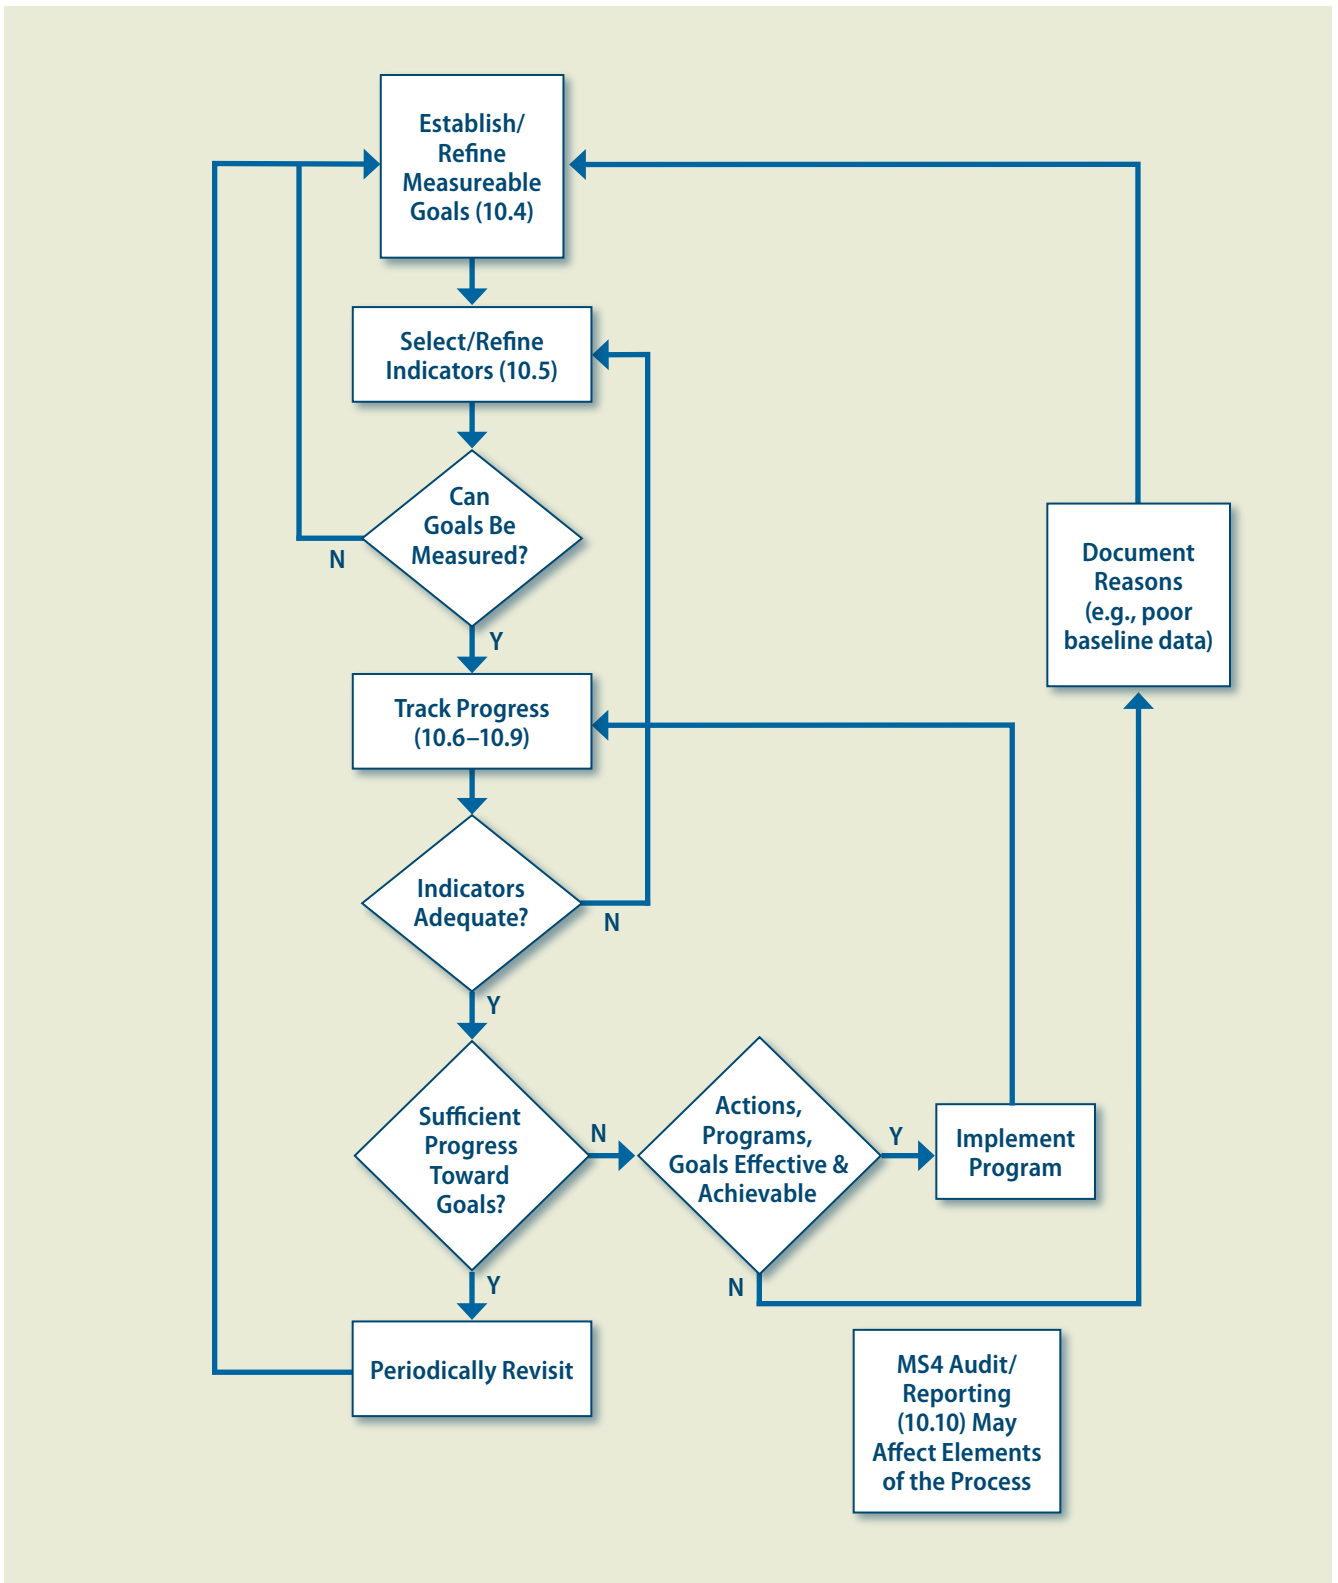 Establish/
Refine
Measureable
Goals (10.4)
Select/Refine
Indicators (10.5)
Can
Goals Be
Measured?
N
Y
Document
Reasons
(e.g., poor
baseline data)
Track Progress
(10.6–10.9)
Indicators
Adequate?
N
Y
Sufficient
Progress
Toward
Goals?
N
Actions,
Programs,
Goals Effective &
Achievable
Y
Implement
Program
Y
N
Periodically Revisit
MS4 Audit/
Reporting
(10.10) May
Affect Elements
of the Process